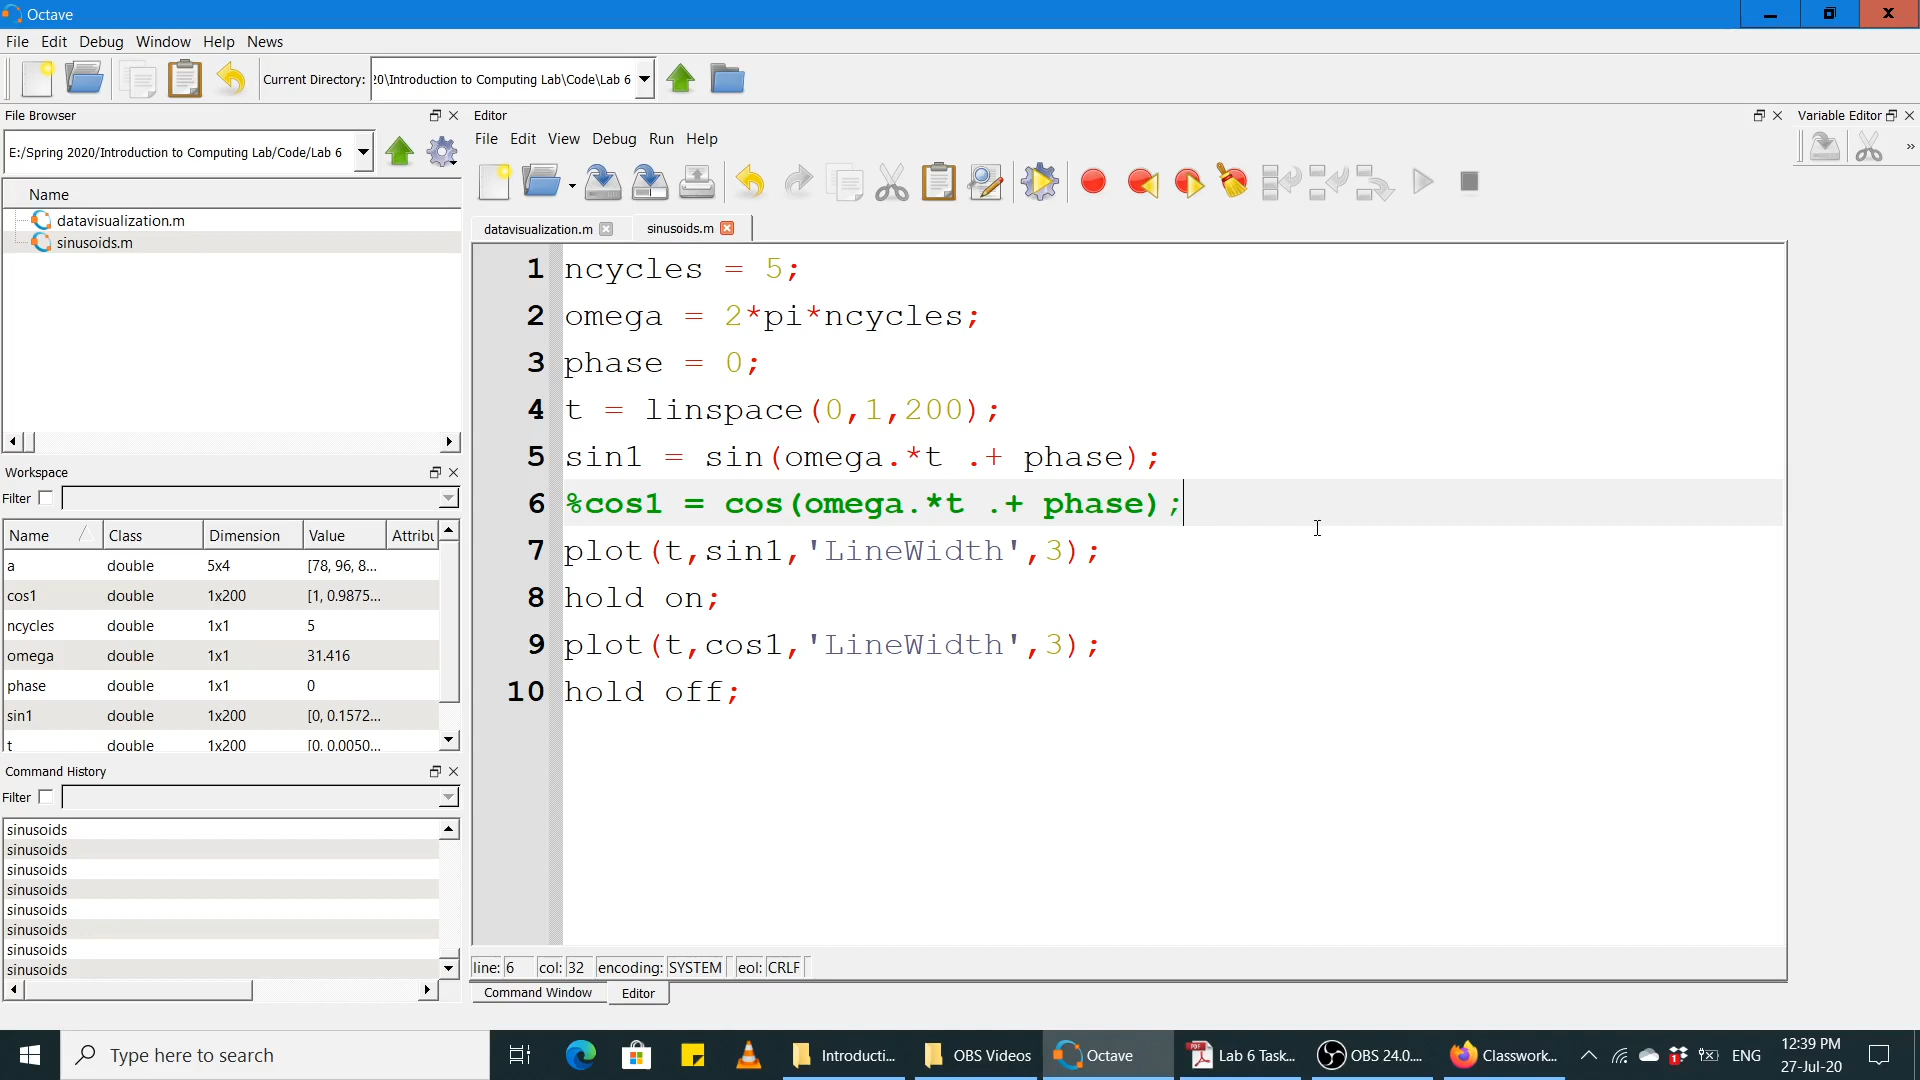 Octave
File Edit Debug Window Help News
Current Directory: 20\Introduction to Computing Lab\Code\Lab 6
File Browser
E:/Spring 2020/Introduction to Computing Lab/Code/Lab 6
Name
datavisualization.m
sinusoids.m
Workspace
Filter
Name Class Dimension Value Attribu
a double 5x4 [78, 96, 8...
cos1 double 1x200 [1, 0.9875...
ncycles double 1x1 5
omega double 1x1 31.416
phase double 1x1 0
sin1 double 1x200 [0, 0.1572...
t double 1x200 [0, 0.0050...
Command History
Filter
sinusoids
sinusoids
sinusoids
sinusoids
sinusoids
sinusoids
sinusoids
sinusoids
Editor
File Edit View Debug Run Help
datavisualization.m sinusoids.m
1 ncycles = 5;
2 omega = 2*pi*ncycles;
3 phase = 0;
4 t = linspace(0,1,200);
5 sin1 = sin(omega.*t .+ phase);
6 %cos1 = cos(omega.*t .+ phase);
7 plot(t,sin1,'LineWidth',3);
8 hold on;
9 plot(t,cos1,'LineWidth',3);
10 hold off;
line: 6 col: 32 encoding: SYSTEM eol: CRLF
Command Window Editor
Variable Editor
»
Type here to search
Introducti...
OBS Videos
Octave
Lab 6 Task...
OBS 24.0....
Classwork...
ENG
12:39 PM
27-Jul-20